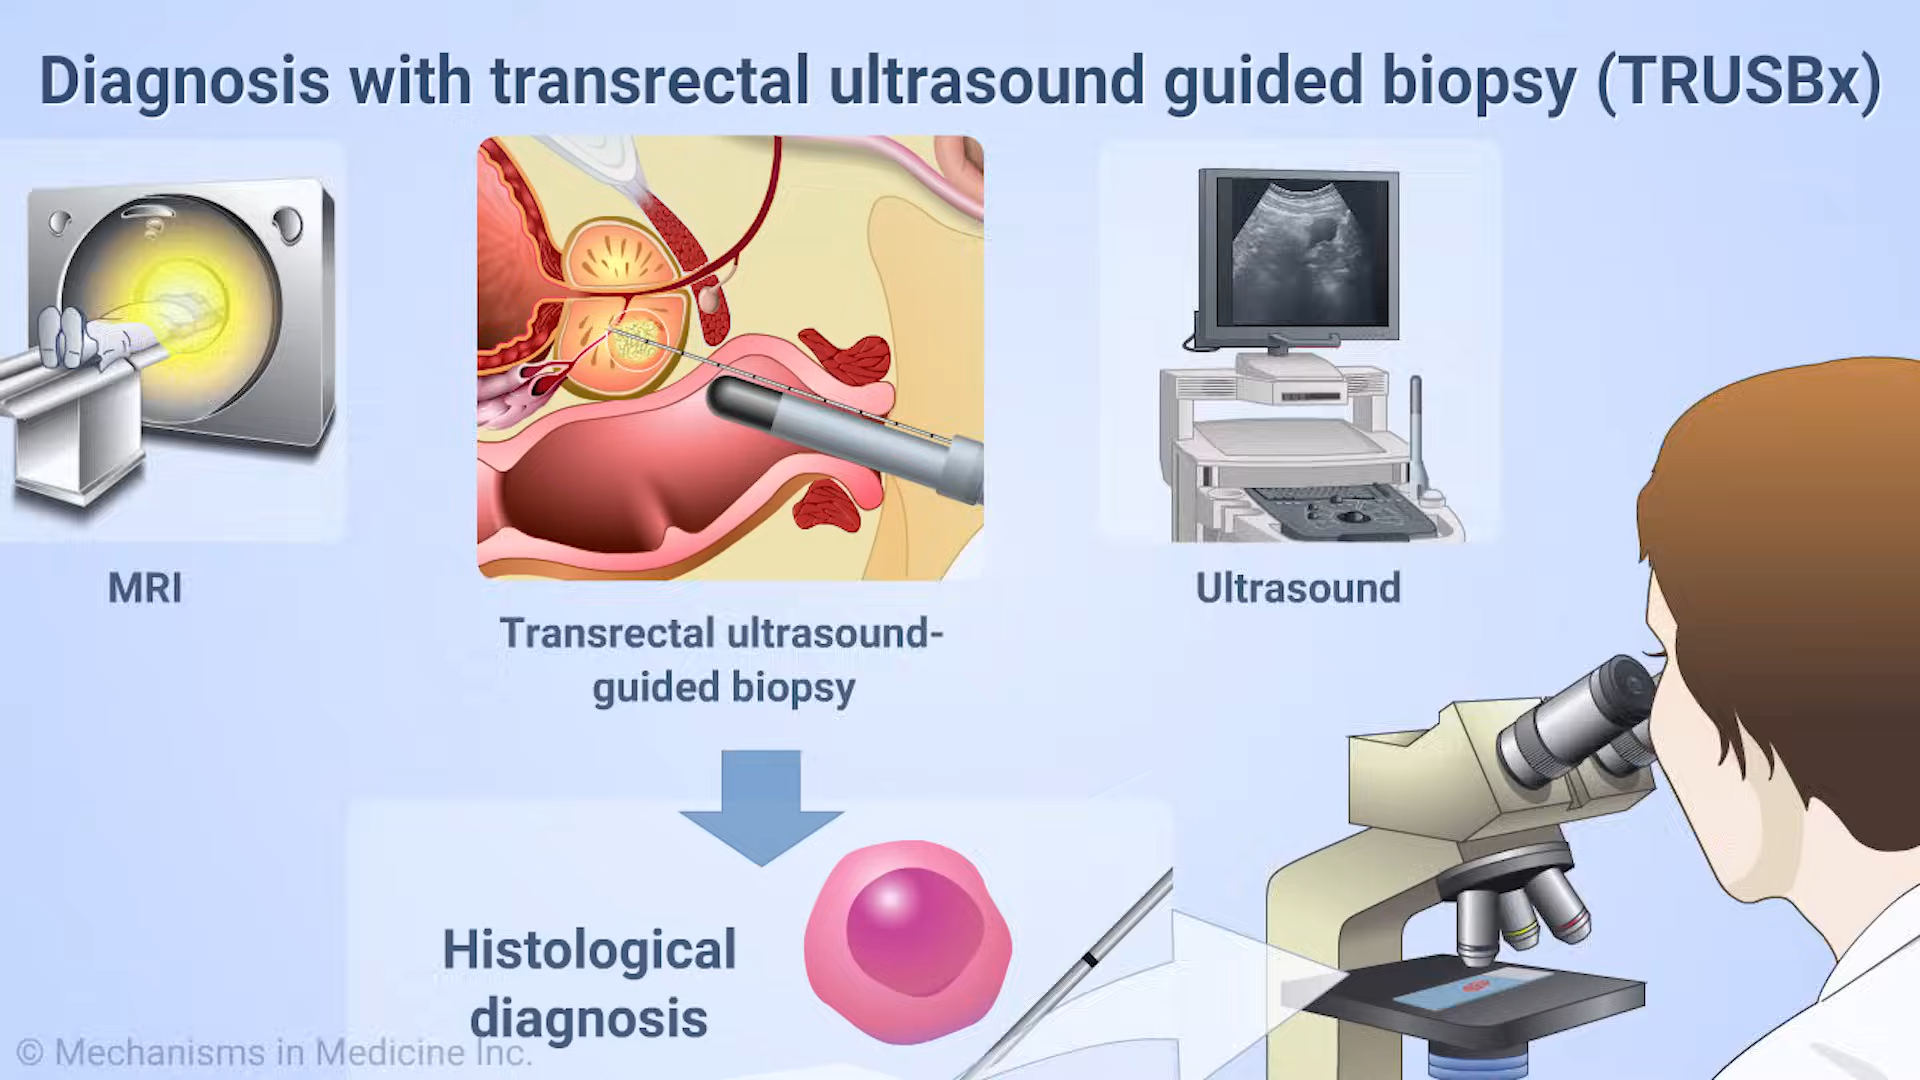 Diagnosis with transrectal ultrasound guided biopsy (TRUSBx)
MRI
Transrectal ultrasound-
guided biopsy
Ultrasound
Histological
diagnosis
© Mechanisms in Medicine Inc.